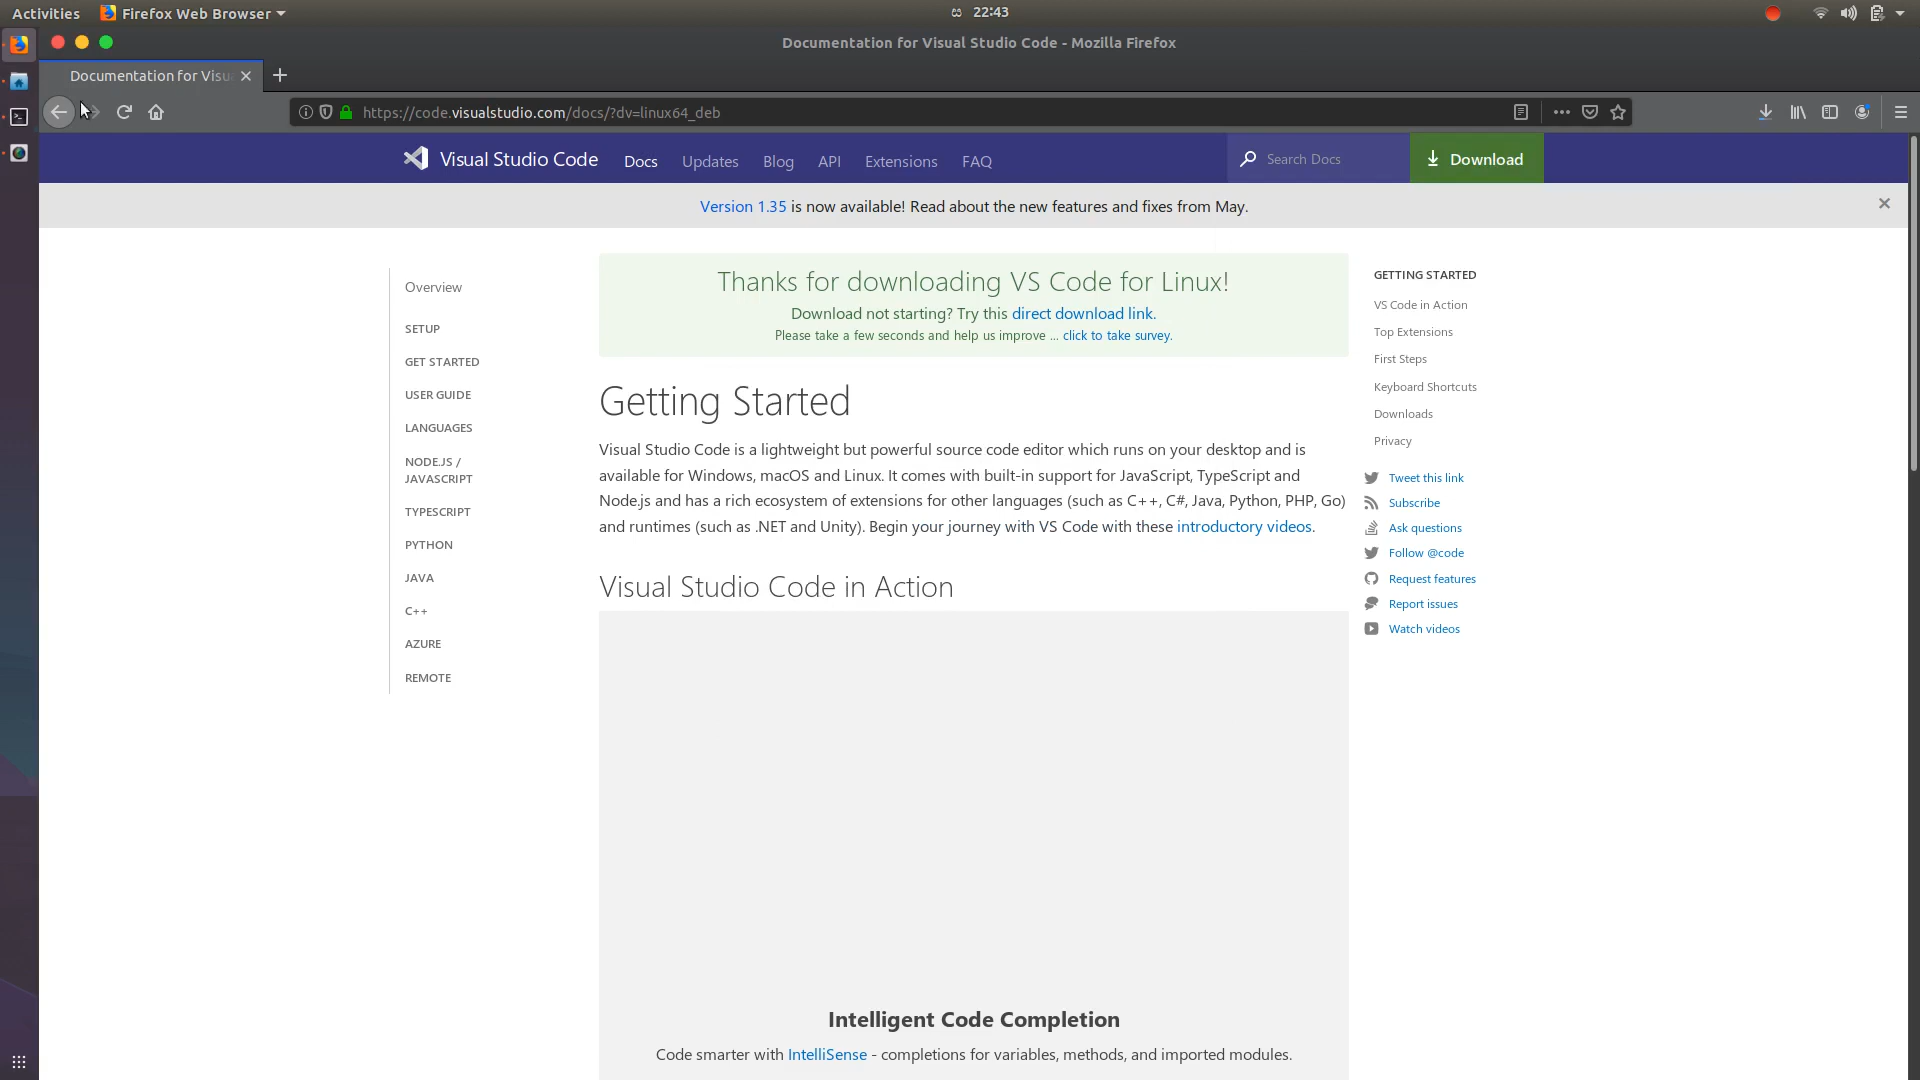 Activities
Firefox Web Browser
ය 22:43
Documentation for Visual Studio Code - Mozilla Firefox
Documentation for Visu
https://code.visualstudio.com/docs/?dv=linux64_deb
Visual Studio Code
Docs
Updates
Blog
API
Extensions
FAQ
Search Docs
Download
Version 1.35 is now available! Read about the new features and fixes from May.
Overview
SETUP
GET STARTED
USER GUIDE
LANGUAGES
NODE.JS /
JAVASCRIPT
TYPESCRIPT
PYTHON
JAVA
C++
AZURE
REMOTE
Thanks for downloading VS Code for Linux!
Download not starting? Try this direct download link.
Please take a few seconds and help us improve ... click to take survey.
Getting Started
Visual Studio Code is a lightweight but powerful source code editor which runs on your desktop and is
available for Windows, macOS and Linux. It comes with built-in support for JavaScript, TypeScript and
Node.js and has a rich ecosystem of extensions for other languages (such as C++, C#, Java, Python, PHP, Go)
and runtimes (such as .NET and Unity). Begin your journey with VS Code with these introductory videos.
Visual Studio Code in Action
Intelligent Code Completion
Code smarter with IntelliSense - completions for variables, methods, and imported modules.
GETTING STARTED
VS Code in Action
Top Extensions
First Steps
Keyboard Shortcuts
Downloads
Privacy
Tweet this link
Subscribe
Ask questions
Follow @code
Request features
Report issues
Watch videos